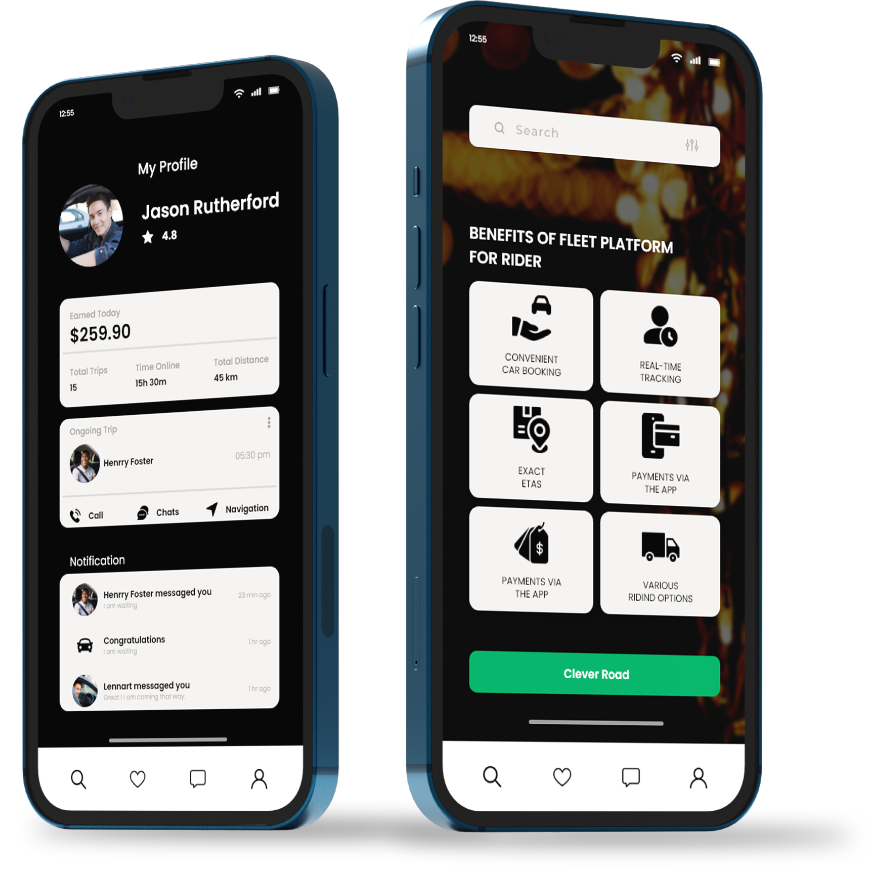 12:55
My Profile
Jason Rutherford
4.8
Earned Today
$259.90
Total Trips
Time Online
Total Distance
15
15h 30m
45 km
Ongoing Trip
Henrry Foster
05:30 pm
Call
Chats
Navigation
Notification
Henrry Foster messaged you
23 min ago
I am waiting
Congratulations
1 hr ago
I am waiting
Lennart messaged you
1 hr ago
Great ! I am coming that way.
12:55
Search
BENEFITS OF FLEET PLATFORM
FOR RIDER
CONVENIENT
CAR BOOKING
REAL-TIME
TRACKING
EXACT
ETAS
PAYMENTS VIA
THE APP
$
PAYMENTS VIA
THE APP
VARIOUS
RIDIND OPTIONS
Clever Road